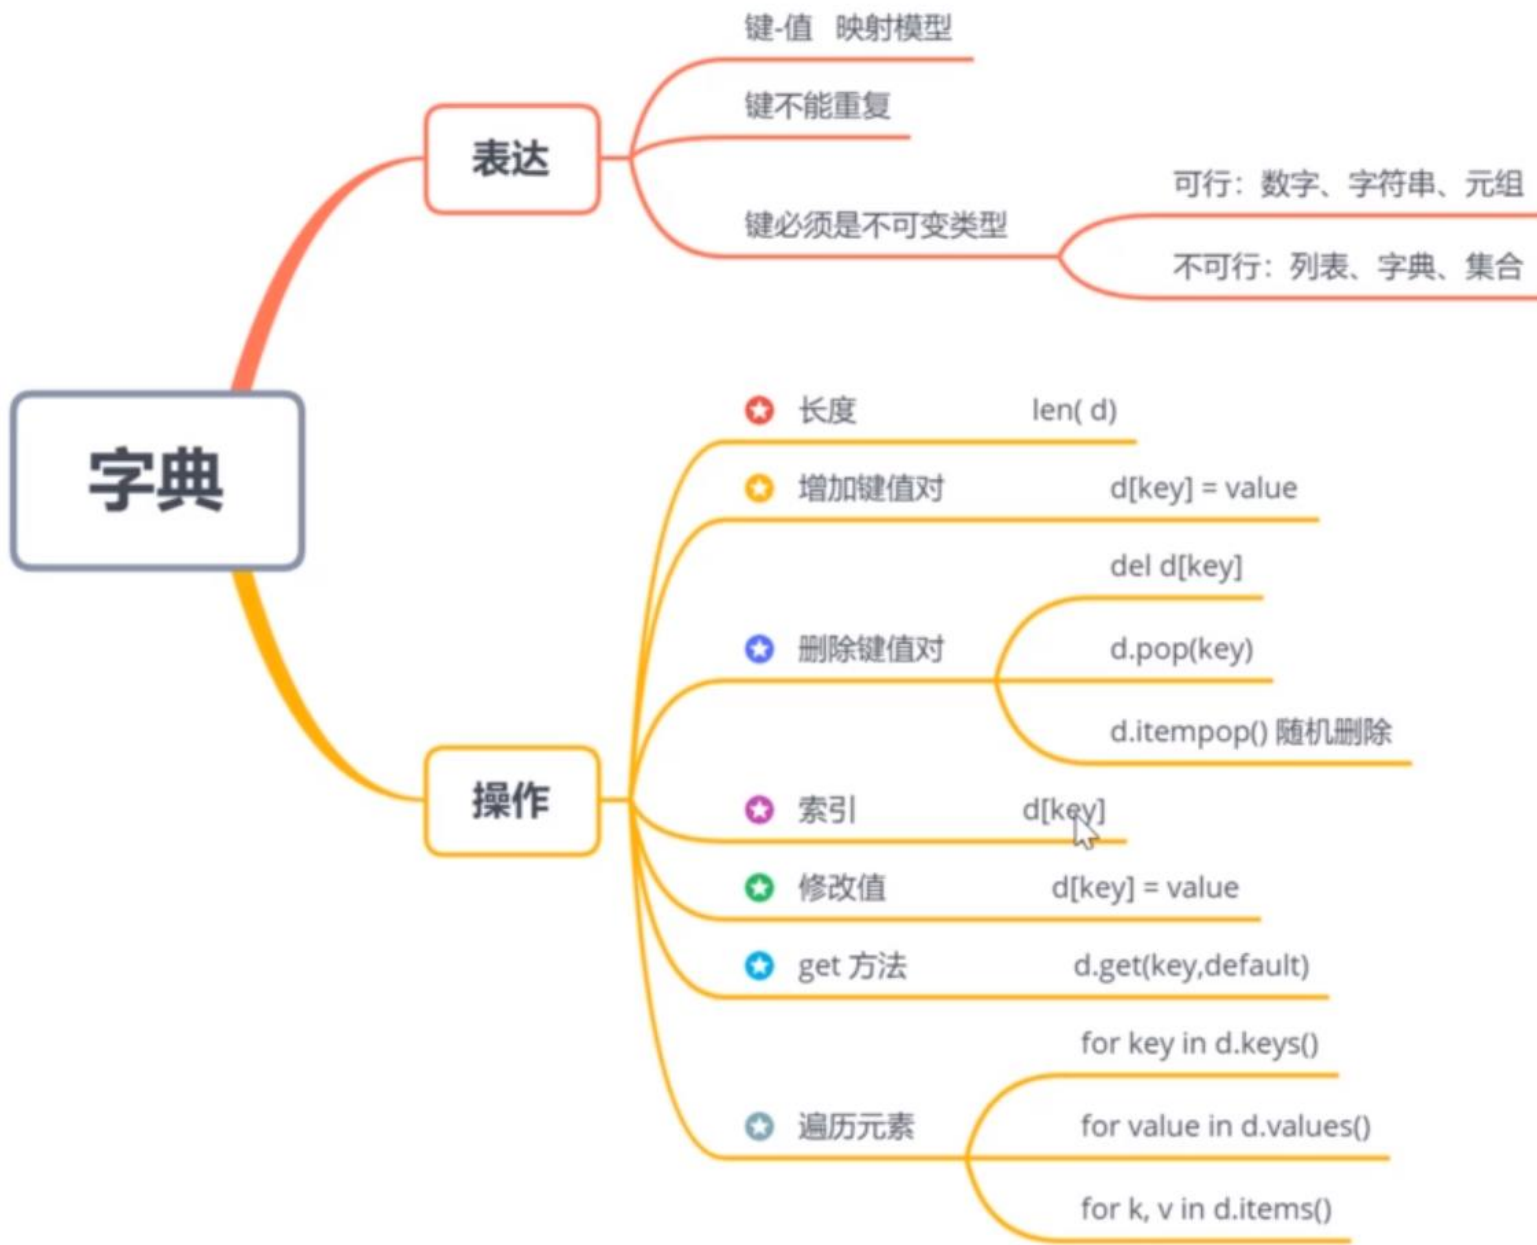 字典
表达
键-值 映射模型
键不能重复
键必须是不可变类型
可行：数字、字符串、元组
不可行：列表、字典、集合
操作
长度 len( d)
增加键值对 d[key] = value
删除键值对
del d[key]
d.pop(key)
d.itempop() 随机删除
索引 d[key]
修改值 d[key] = value
get 方法 d.get(key,default)
遍历元素
for key in d.keys()
for value in d.values()
for k, v in d.items()